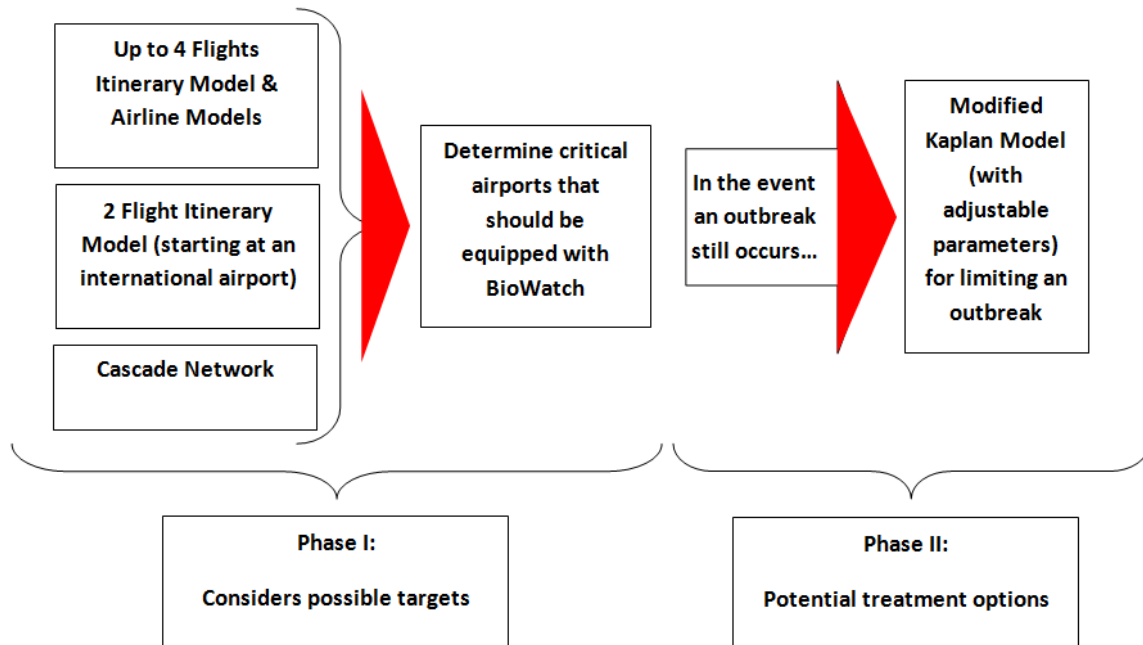 Up to 4 Flights
Itinerary Model &
Airline Models
2 Flight Itinerary
Model (starting at an
international airport)
Cascade Network
Determine critical
airports that
should be
equipped with
BioWatch
In the event
an outbreak
still occurs...
Modified
Kaplan Model
(with
adjustable
parameters)
for limiting an
outbreak
Phase I:
Considers possible targets
Phase II:
Potential treatment options